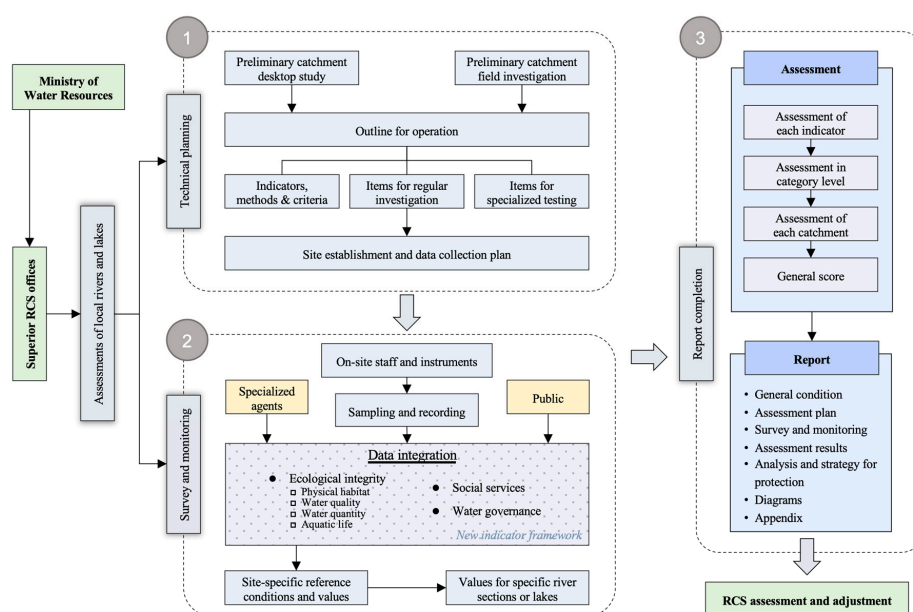 Ministry of
Water Resources
Superior RCS offices
Assessments of local rivers and lakes
1
Technical planning
Preliminary catchment
desktop study
Preliminary catchment
field investigation
Outline for operation
Indicators,
methods & criteria
Items for regular
investigation
Items for
specialized testing
Site establishment and data collection plan
2
Survey and monitoring
On-site staff and instruments
Specialized
agents
Sampling and recording
Public
Data integration
Ecological integrity
Physical habitat
Water quality
Water quantity
Aquatic life
Social services
Water governance
New indicator framework
Site-specific reference
conditions and values
Values for specific river
sections or lakes
3
Report completion
Assessment
Assessment of
each indicator
Assessment in
category level
Assessment of
each catchment
General score
Report
• General condition
• Assessment plan
• Survey and monitoring
• Assessment results
• Analysis and strategy for
protection
• Diagrams
• Appendix
RCS assessment and adjustment